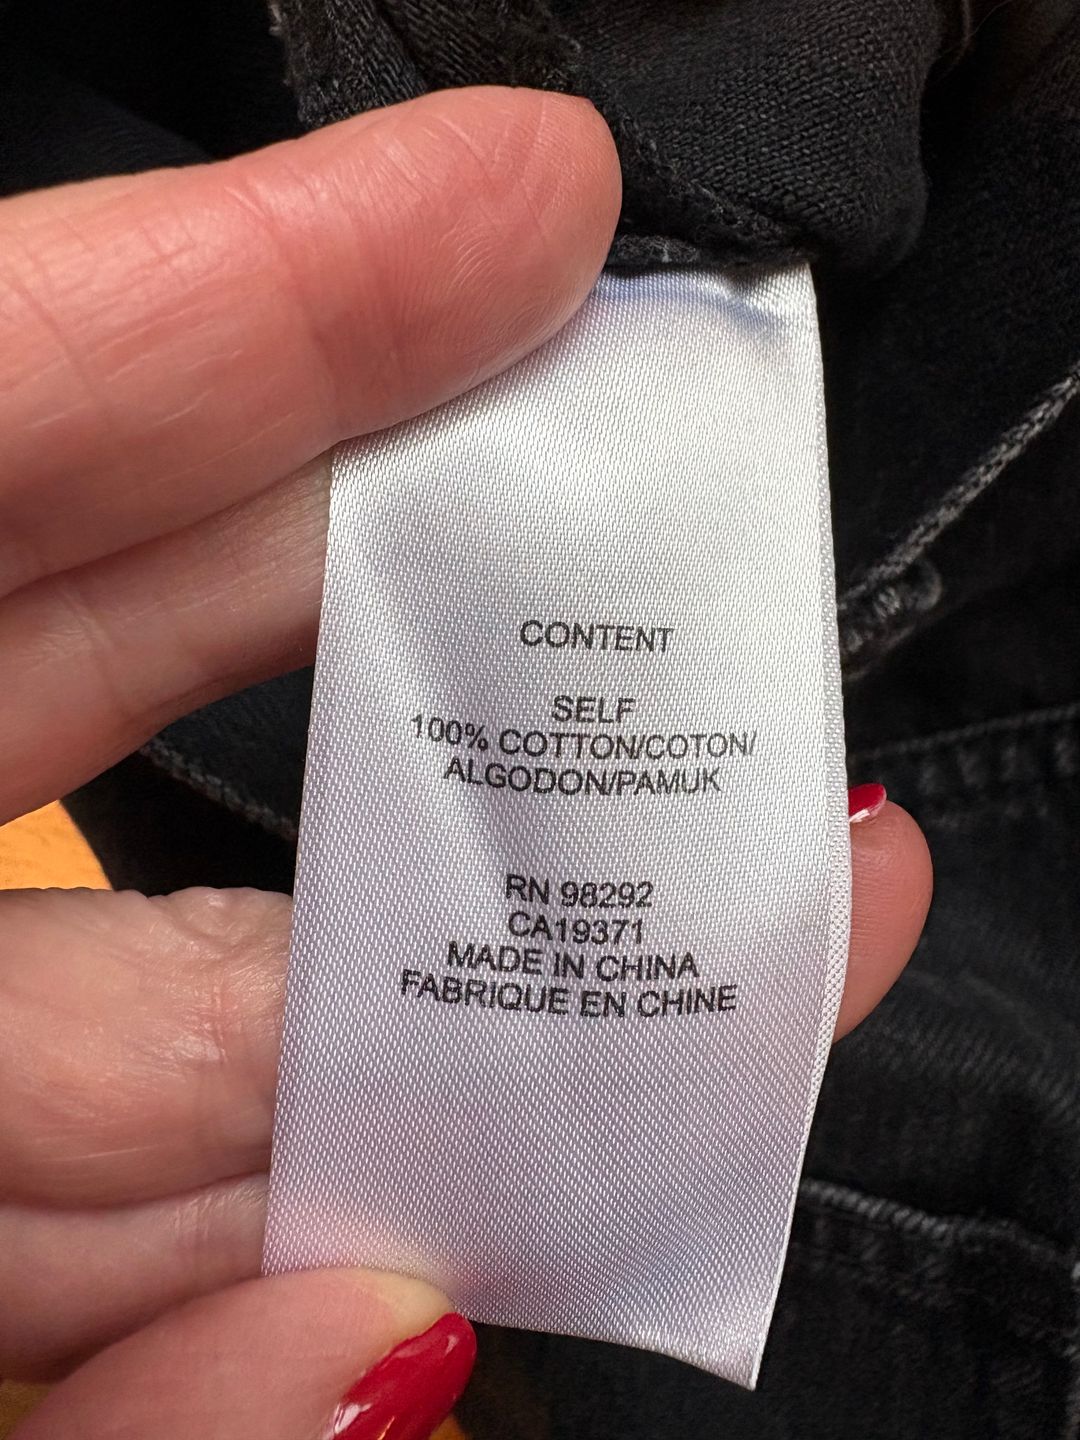 CONTENT
SELF
100% COTTON/COTON/
ALGODON/PAMUK
RN 98292
CA19371
MADE IN CHINA
FABRIQUE EN CHINE